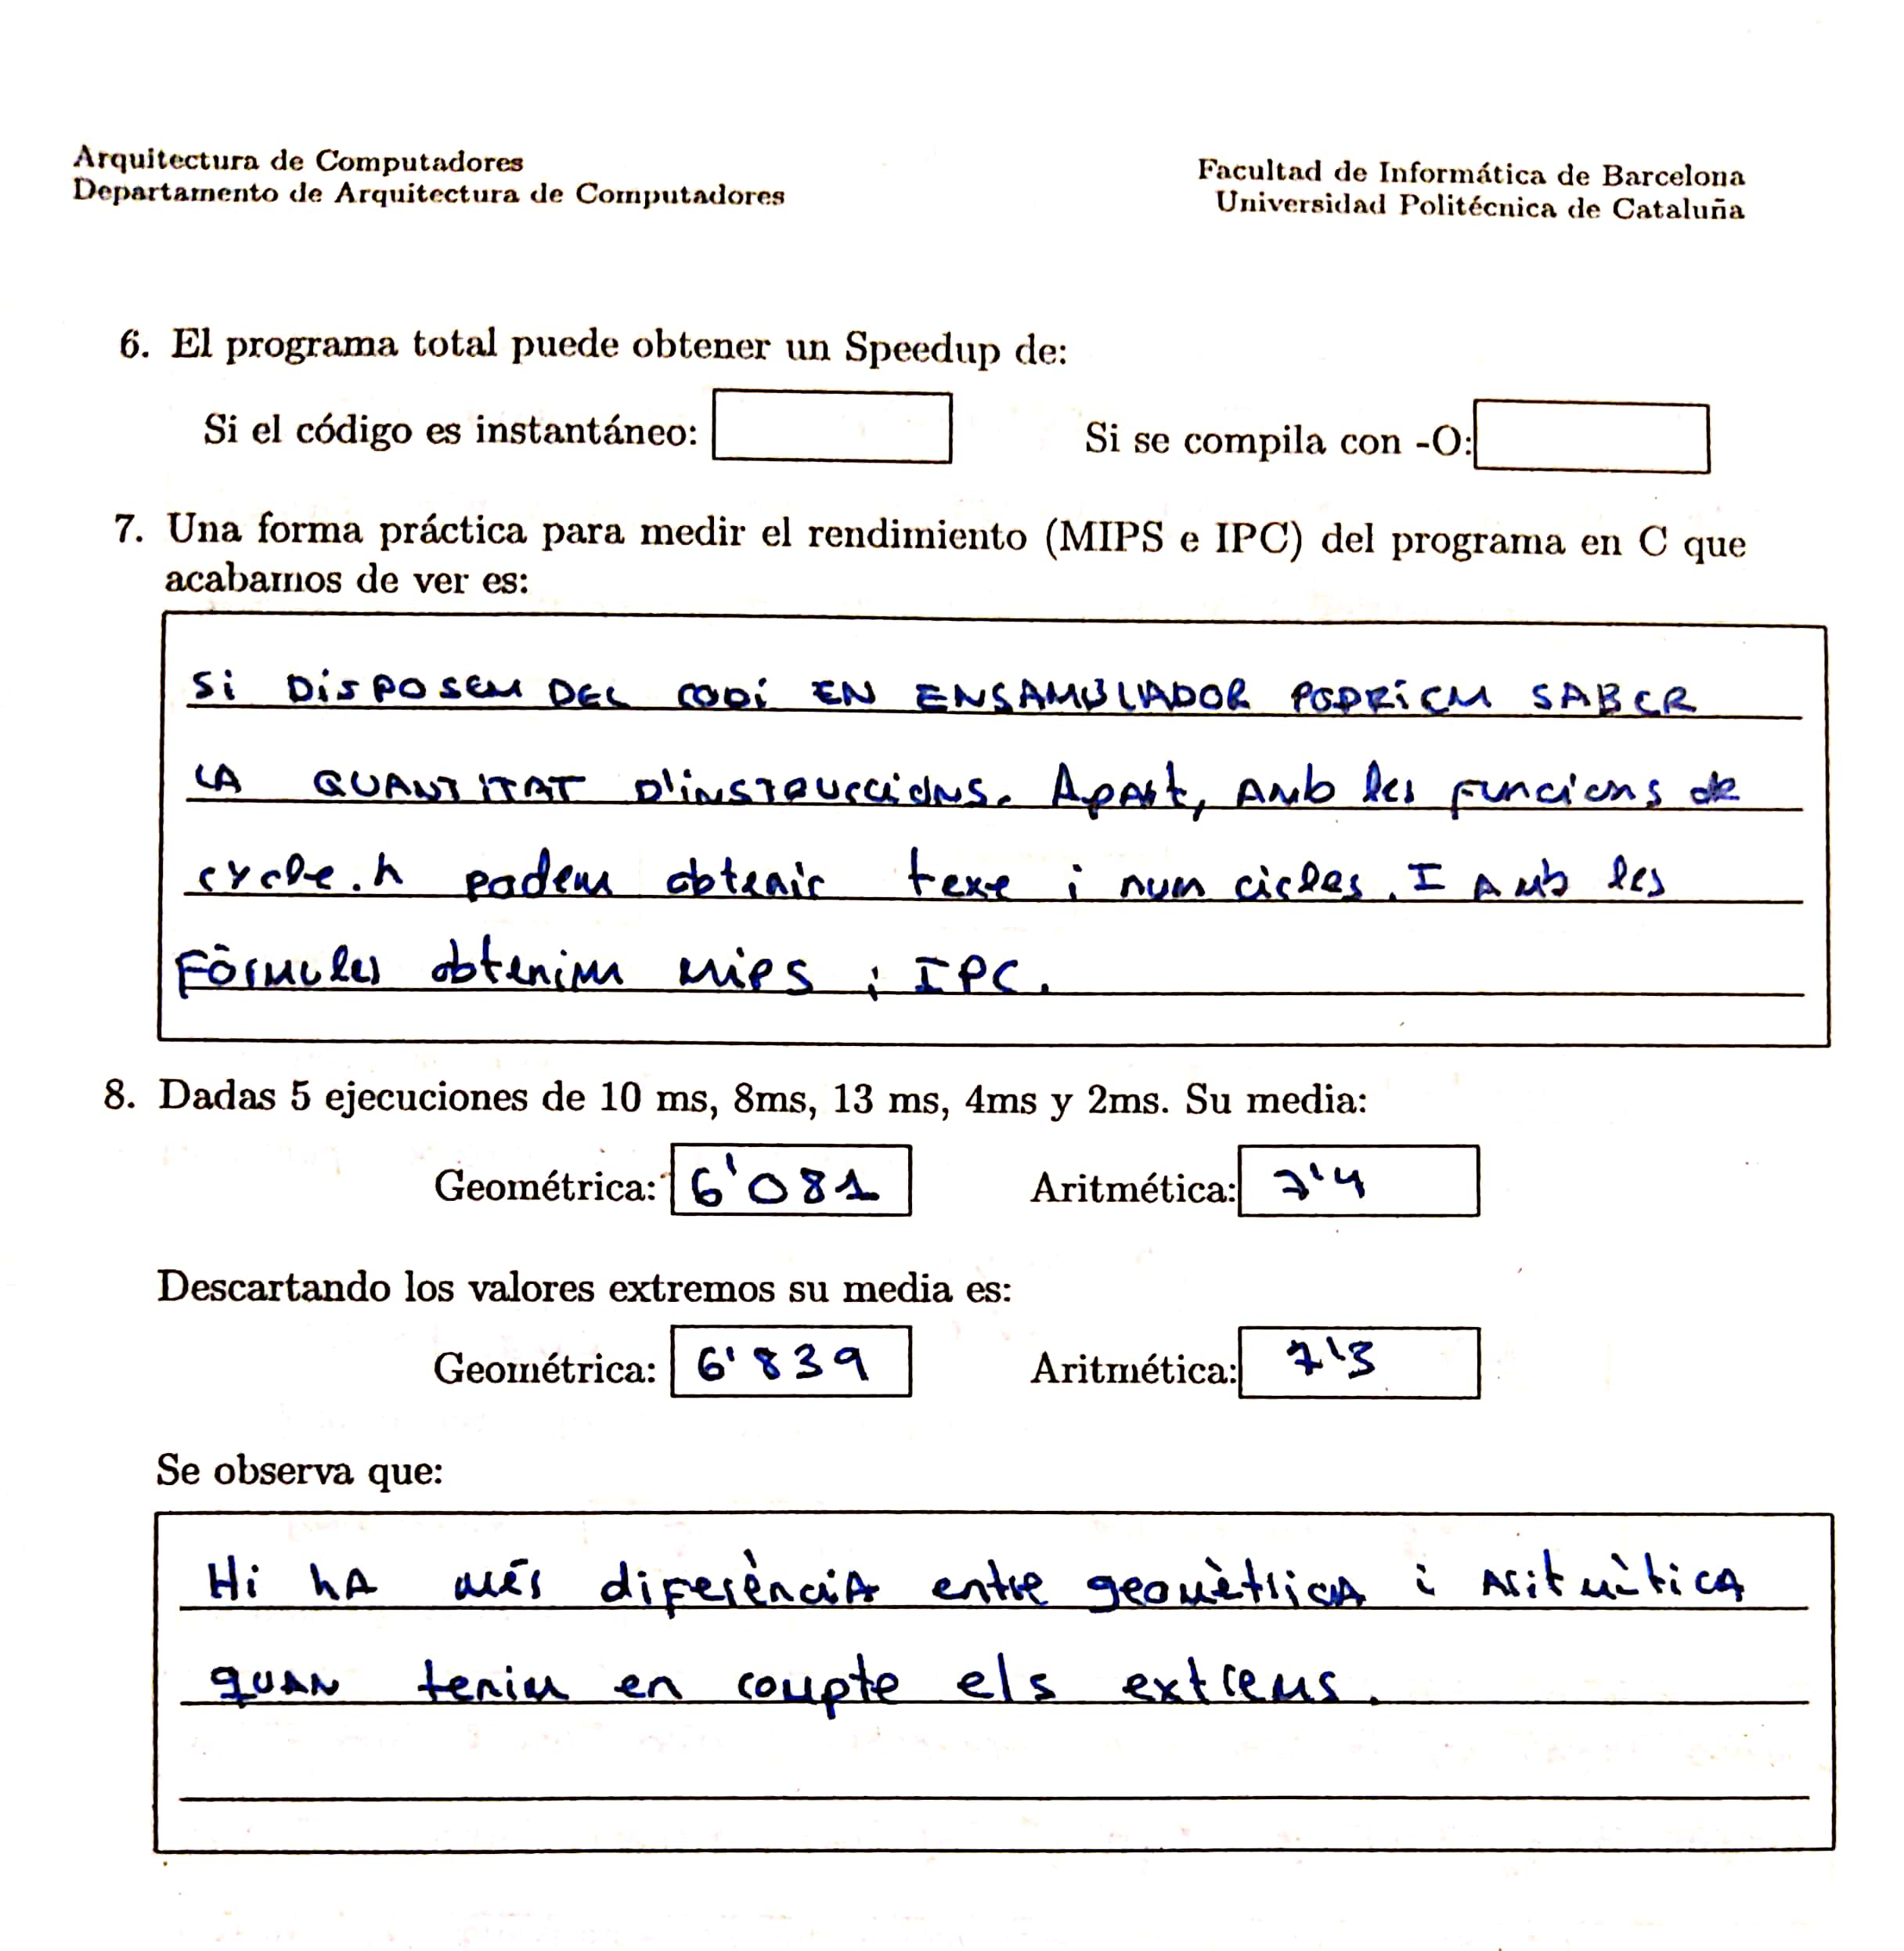 Arquitectura de Computadores
Departamento de Arquitectura de Computadores
Facultad de Informática de Barcelona
Universidad Politécnica de Cataluña
6. El programa total puede obtener un Speedup de:
Si el código es instantáneo: Si se compila con -O:
7. Una forma práctica para medir el rendimiento (MIPS e IPC) del programa en C que
acabamos de ver es:
Si DISPOSEM DEL CODI EN ENSAMBLADOR PODRÍEM SABER
LA QUANTITAT D'INSTRUCCIONS. Apart, AMB les funcions de
cycle.h podem obtenir texe i num cicles. I AMb les
Fòrmules obtenim mips i IPC.
8. Dadas 5 ejecuciones de 10 ms, 8ms, 13 ms, 4ms y 2ms. Su media:
Geométrica: 6'081 Aritmética: 7'4
Descartando los valores extremos su media es:
Geométrica: 6'839 Aritmética: 7'3
Se observa que:
Hi hA més diferènciA entre geomètricA i Aritmètica
quAN tenim en compte els extrems.